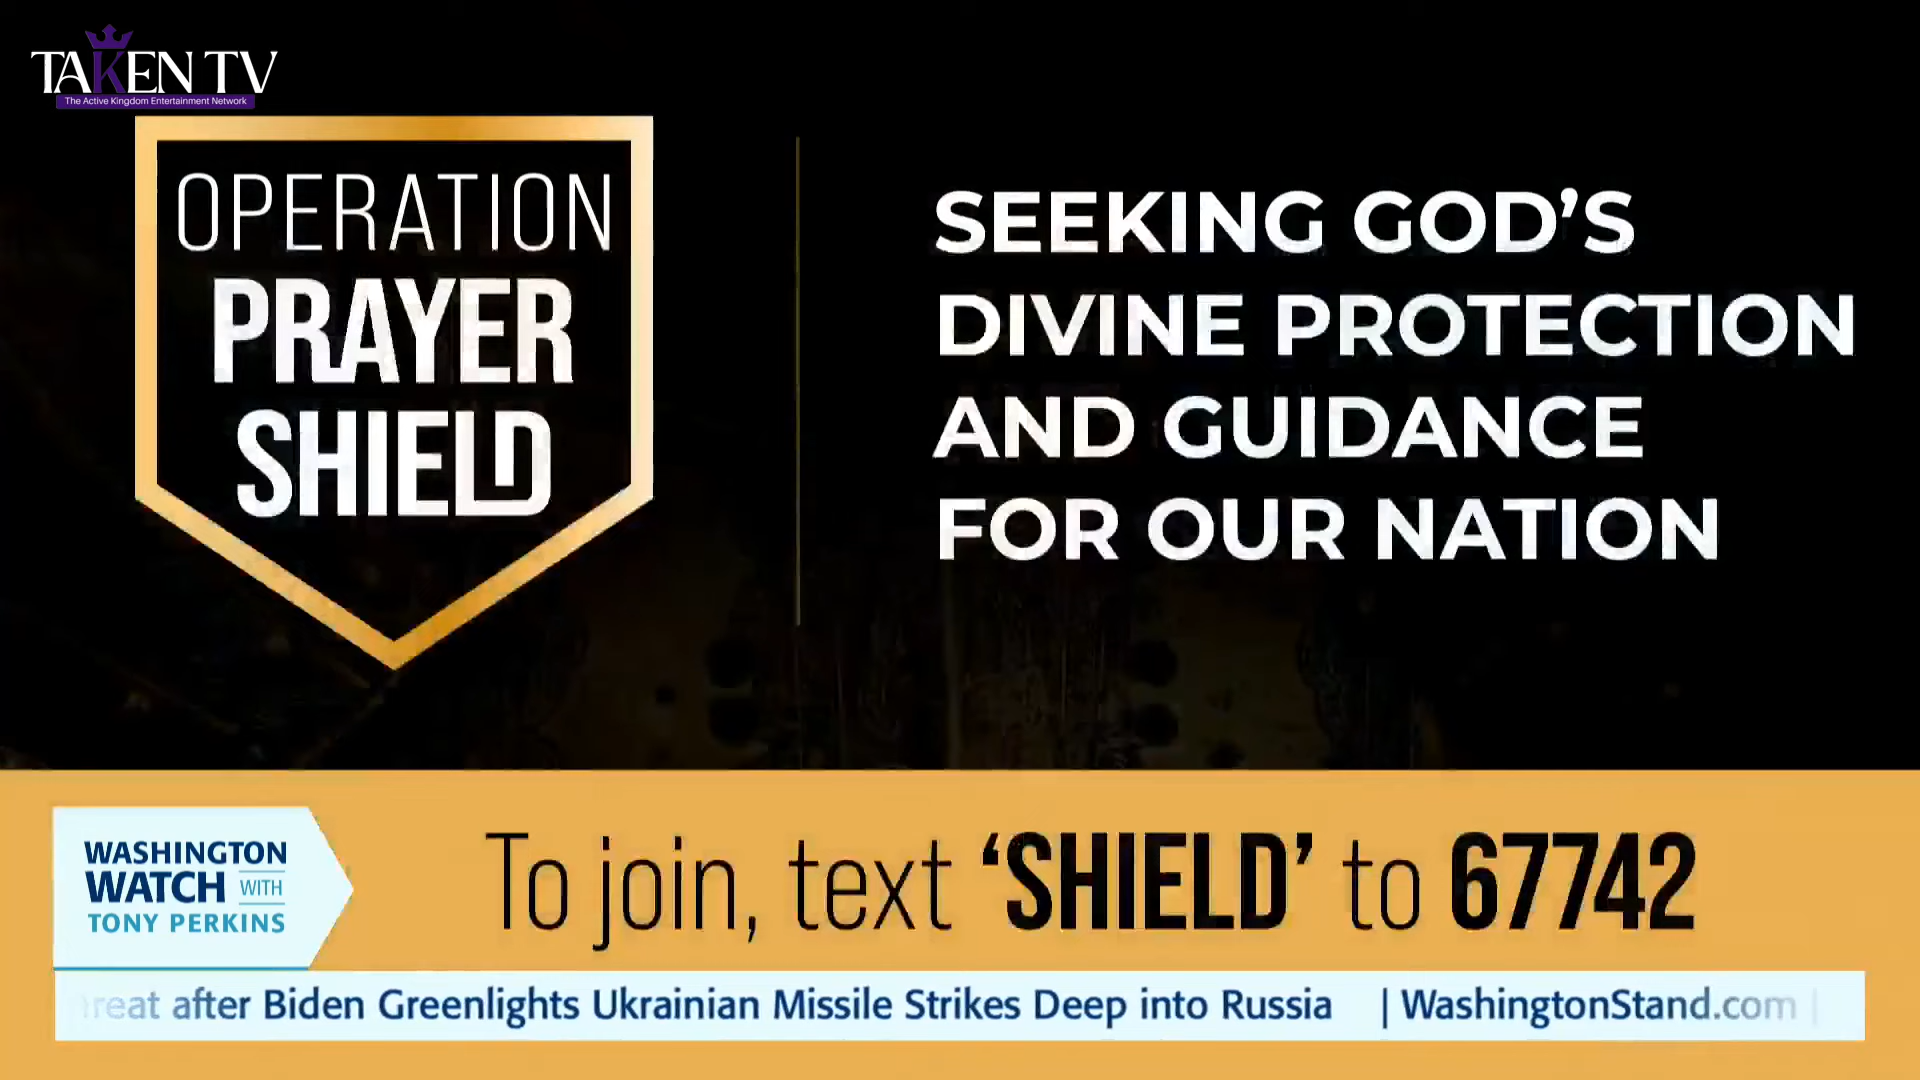 TAKEN TV
The Active Kingdom Entertainment Network
OPERATION
PRAYER
SHIELD
SEEKING GOD’S
DIVINE PROTECTION
AND GUIDANCE
FOR OUR NATION
WASHINGTON
WATCH WITH
TONY PERKINS
To join, text ‘SHIELD’ to 67742
after Biden Greenlights Ukrainian Missile Strikes Deep into Russia | WashingtonStand.com |